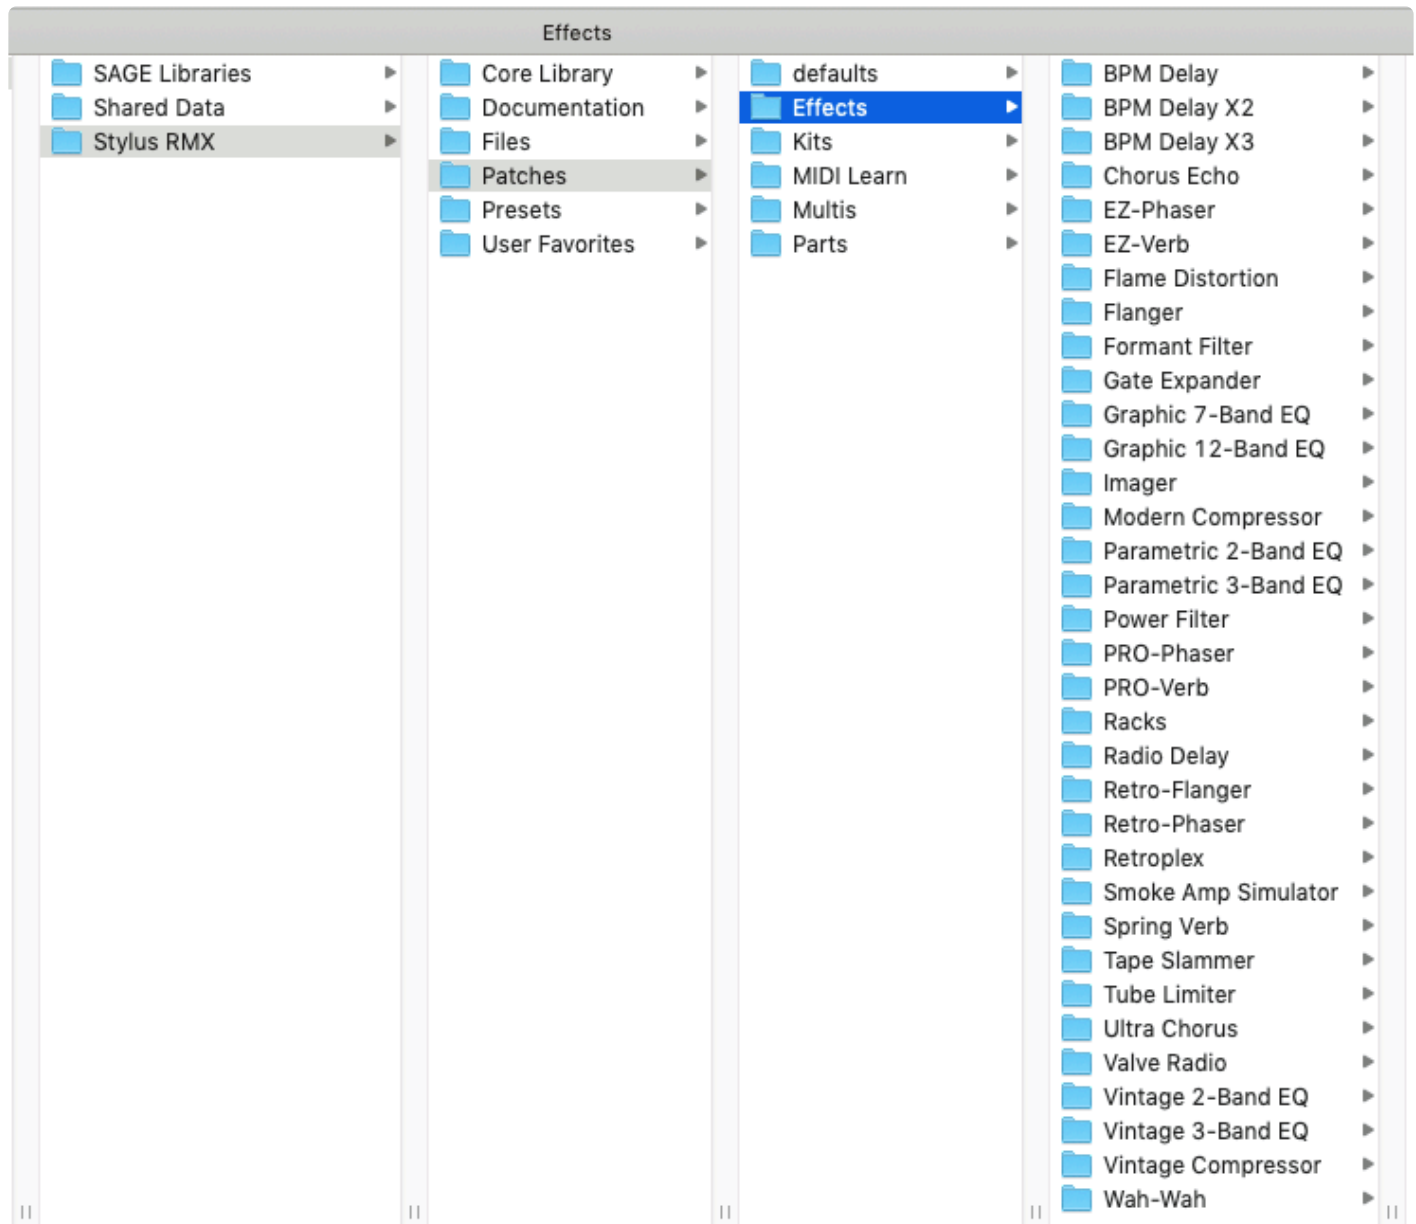 Effects
SAGE Libraries
Shared Data
Stylus RMX
Core Library
Documentation
Files
Patches
Presets
User Favorites
defaults
Effects
Kits
MIDI Learn
Multis
Parts
BPM Delay
BPM Delay X2
BPM Delay X3
Chorus Echo
EZ-Phaser
EZ-Verb
Flame Distortion
Flanger
Formant Filter
Gate Expander
Graphic 7-Band EQ
Graphic 12-Band EQ
Imager
Modern Compressor
Parametric 2-Band EQ
Parametric 3-Band EQ
Power Filter
PRO-Phaser
PRO-Verb
Racks
Radio Delay
Retro-Flanger
Retro-Phaser
Retroplex
Smoke Amp Simulator
Spring Verb
Tape Slammer
Tube Limiter
Ultra Chorus
Valve Radio
Vintage 2-Band EQ
Vintage 3-Band EQ
Vintage Compressor
Wah-Wah